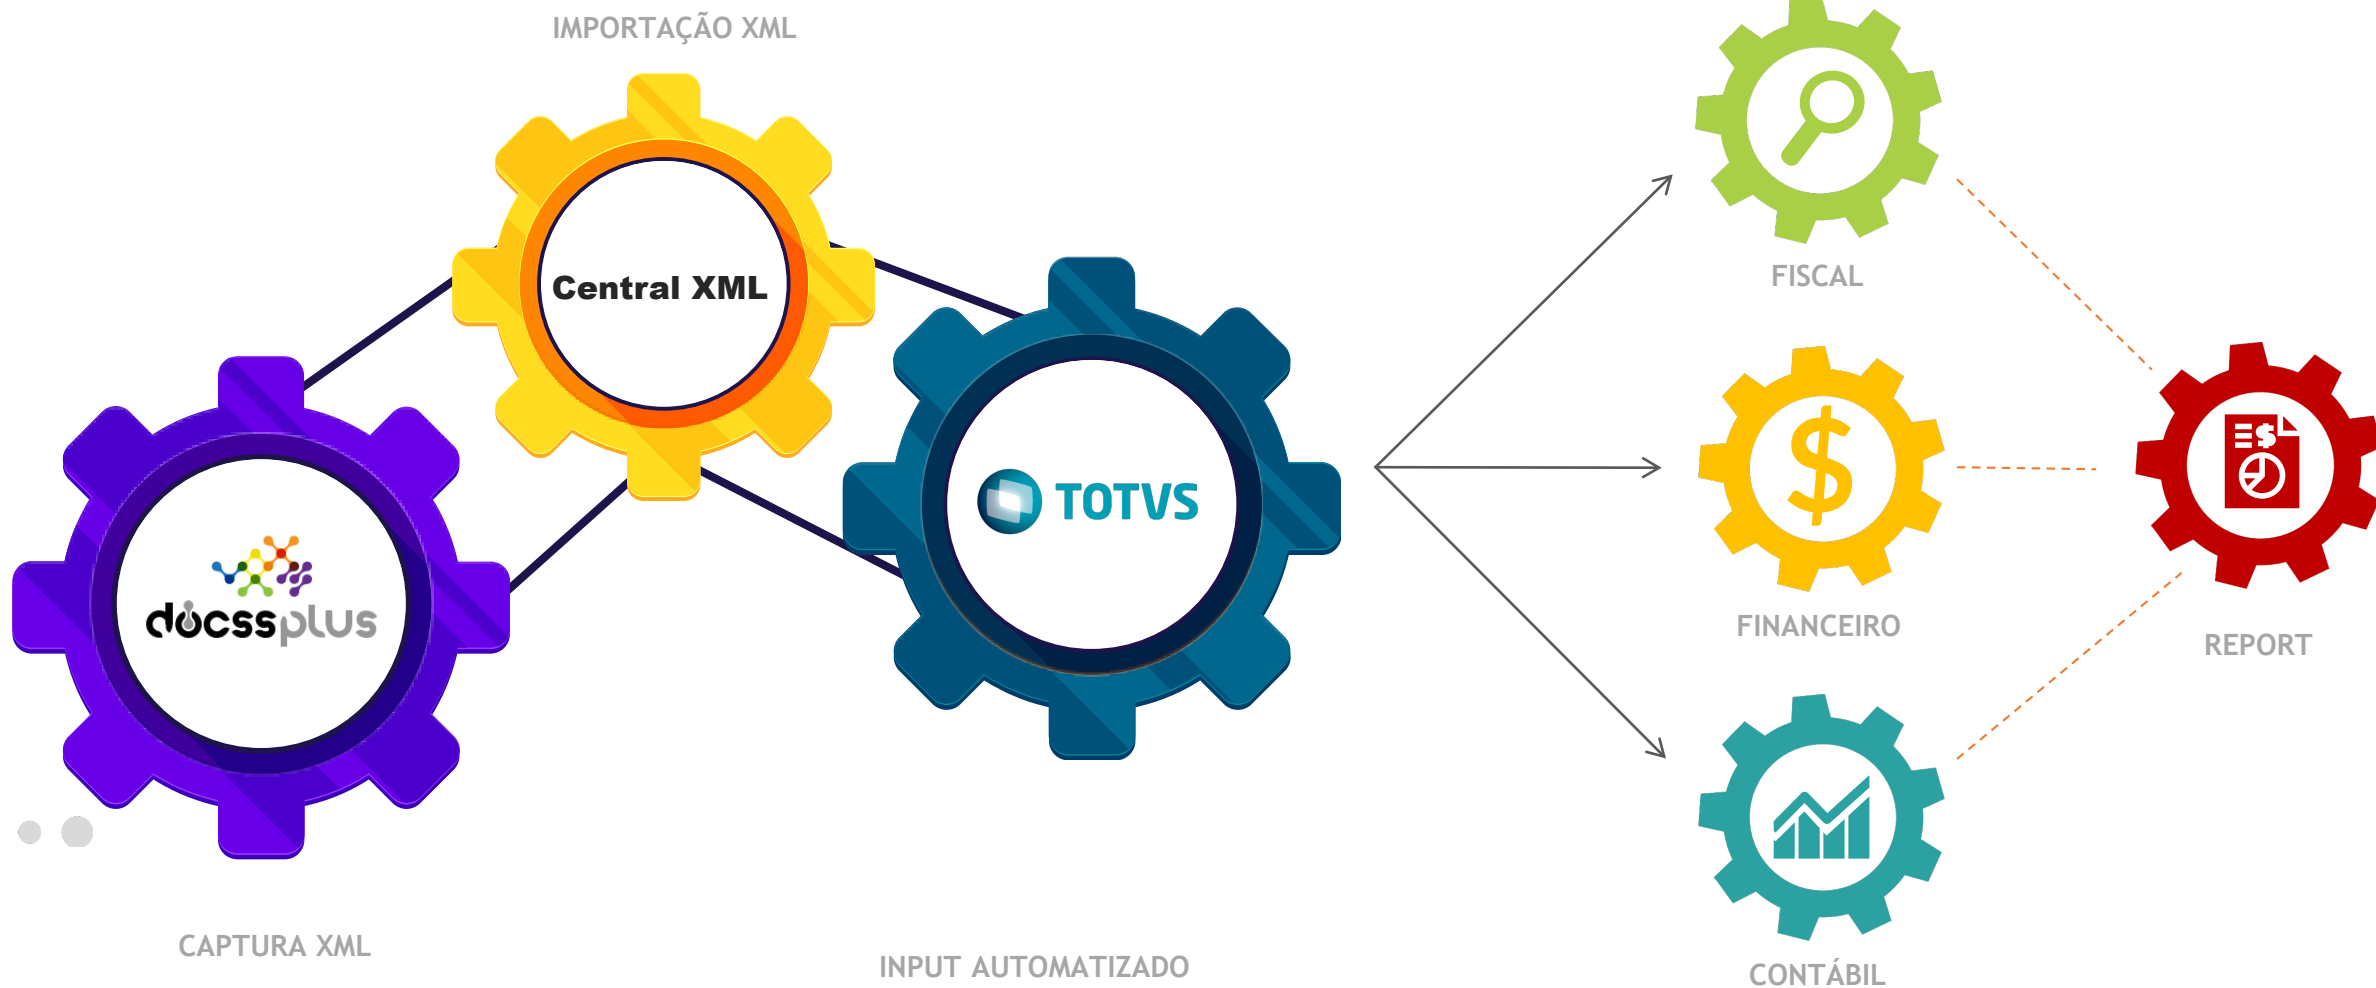 IMPORTAÇÃO XML
Central XML
docssplus
CAPTURA XML
TOTVS
INPUT AUTOMATIZADO
FISCAL
$
FINANCEIRO
CONTÁBIL
$
REPORT